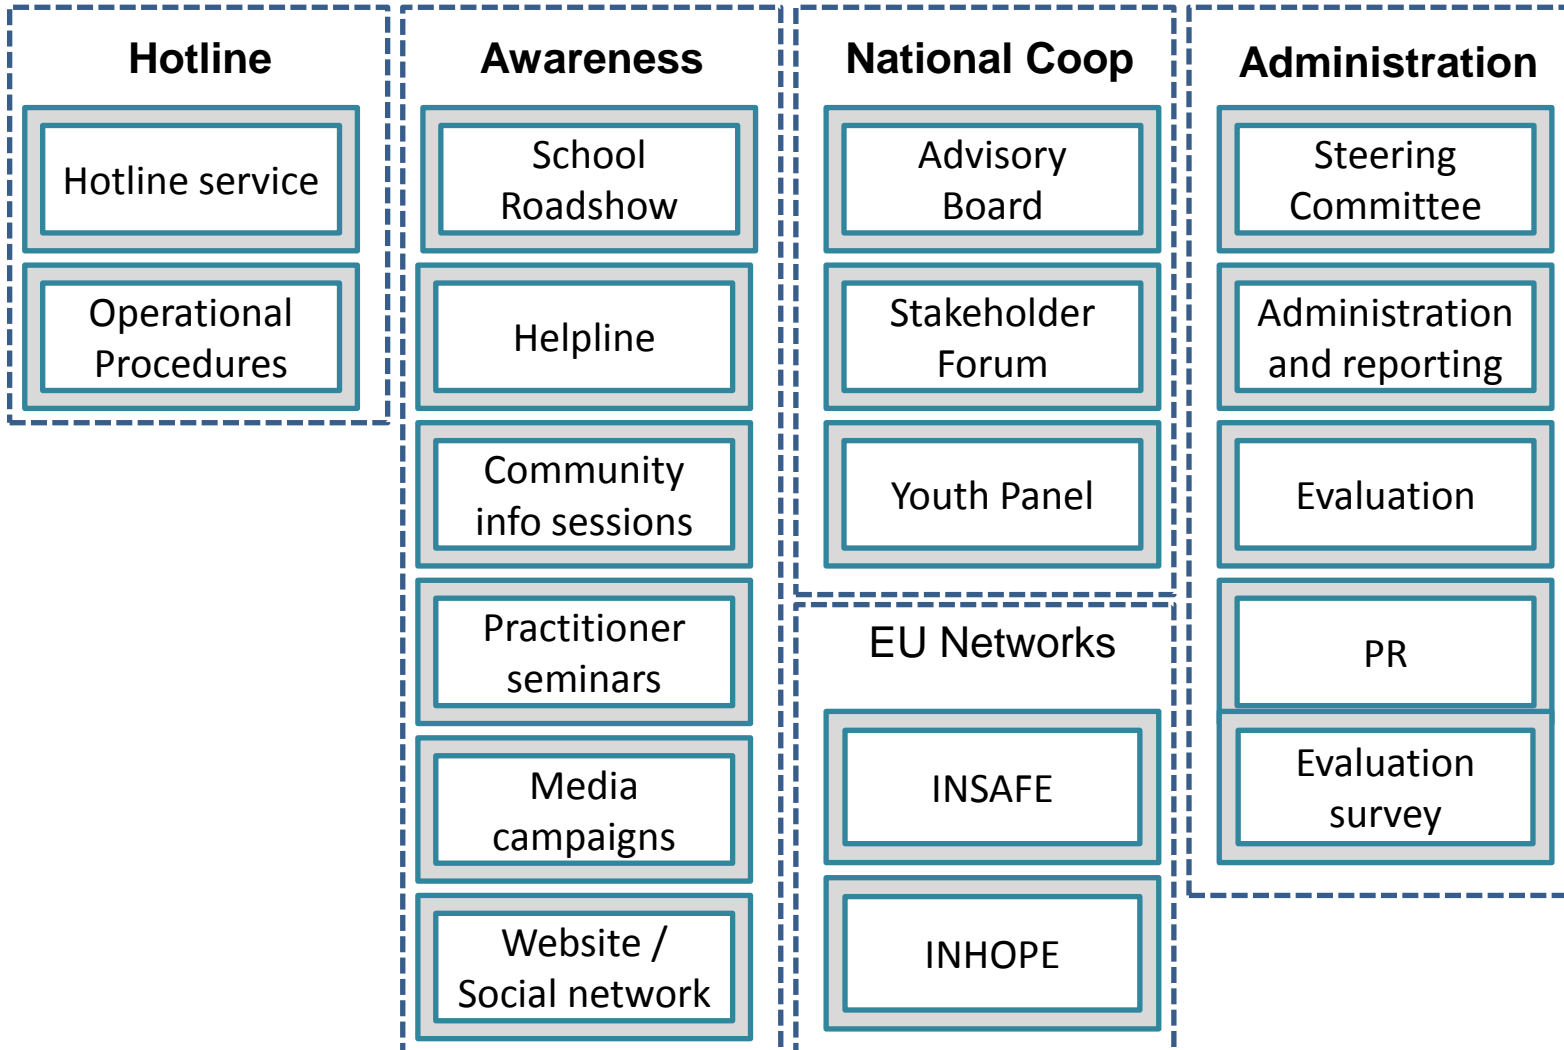 Hotline
Hotline service
Operational
Procedures
Awareness
School
Roadshow
Helpline
Community
info sessions
Practitioner
seminars
Media
campaigns
Website /
Social network
National Coop
Advisory
Board
Stakeholder
Forum
Youth Panel
EU Networks
INSAFE
INHOPE
Administration
Steering
Committee
Administration
and reporting
Evaluation
PR
Evaluation
survey